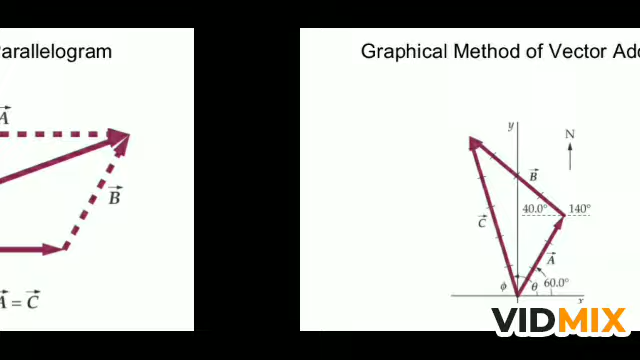 arallelogram
A
B
A = C
Graphical Method of Vector Ad
y
N
B
40.0°
140°
C
A
ϕ
θ
60.0°
x
VIDMIX